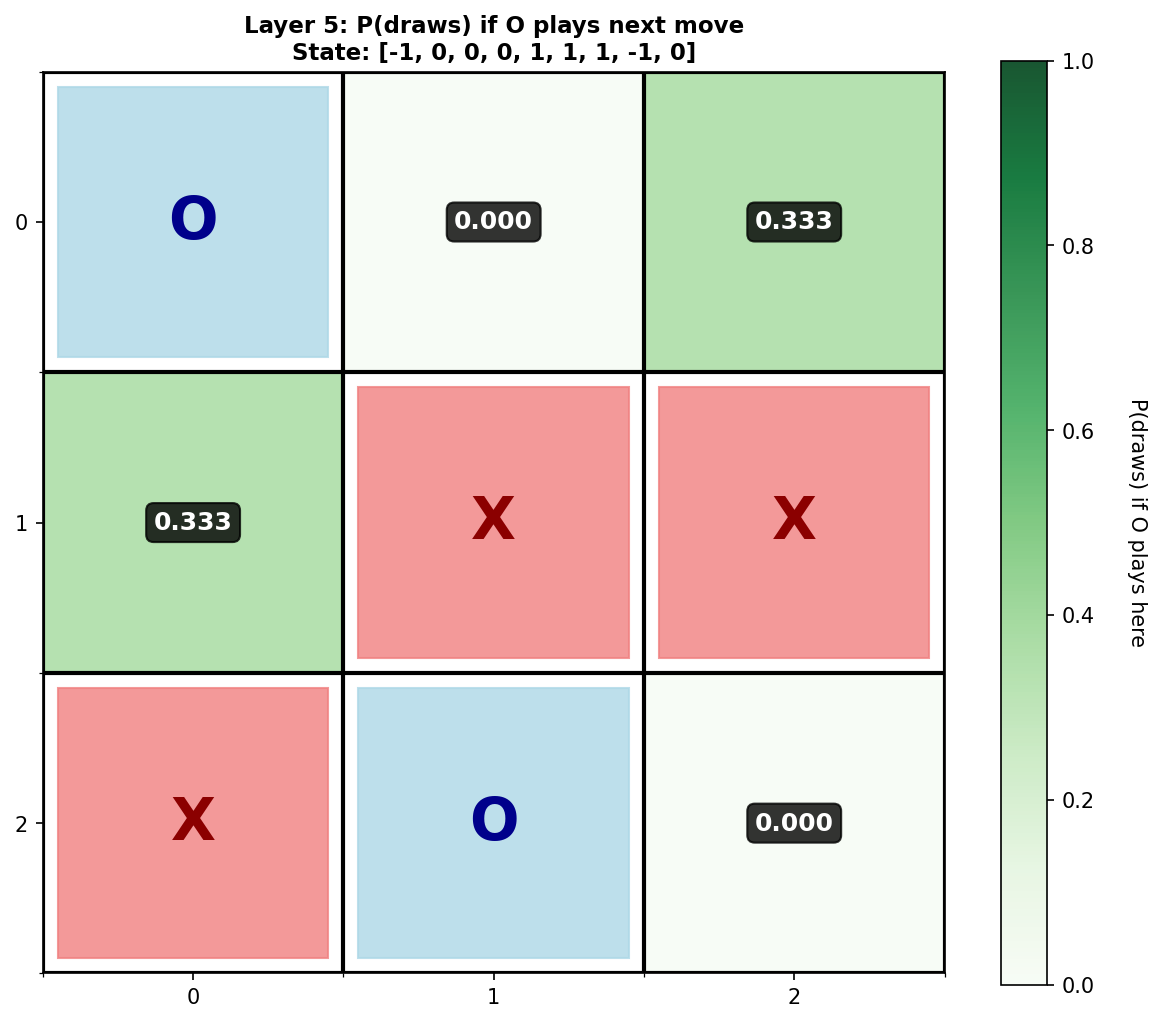 Layer 5: P(draws) if O plays next move
State: [-1, 0, 0, 0, 1, 1, 1, -1, 0]
O
0.000
0.333
0.333
X
X
X
O
0.000
0
1
2
0
1
2
1.0
0.8
0.6
0.4
0.2
0.0
P(draws) if O plays here